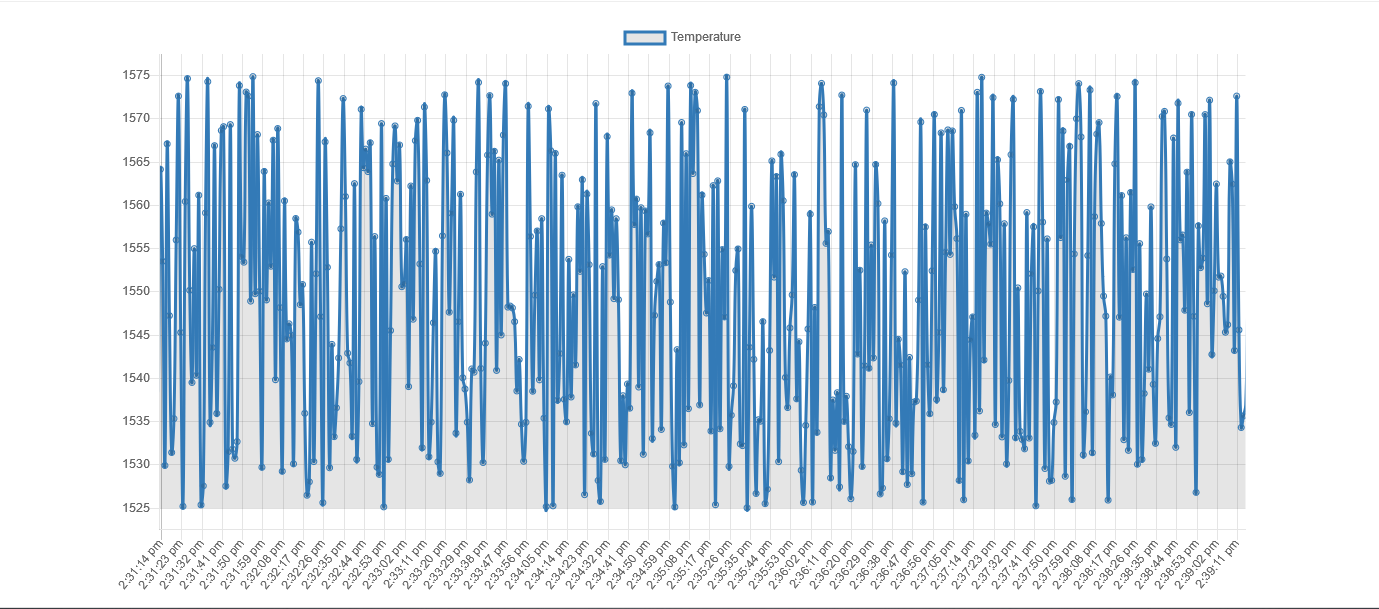 Temperature
1575
1570
1565
1560
1555
1550
1545
1540
1535
1530
1525
2:31:14 pm
2:31:23 pm
2:31:32 pm
2:31:41 pm
2:31:50 pm
2:31:59 pm
2:32:08 pm
2:32:17 pm
2:32:26 pm
2:32:35 pm
2:32:44 pm
2:32:53 pm
2:33:02 pm
2:33:11 pm
2:33:20 pm
2:33:29 pm
2:33:38 pm
2:33:47 pm
2:33:56 pm
2:34:05 pm
2:34:14 pm
2:34:23 pm
2:34:32 pm
2:34:41 pm
2:34:50 pm
2:34:59 pm
2:35:08 pm
2:35:17 pm
2:35:26 pm
2:35:35 pm
2:35:44 pm
2:35:53 pm
2:36:02 pm
2:36:11 pm
2:36:20 pm
2:36:29 pm
2:36:38 pm
2:36:47 pm
2:36:56 pm
2:37:05 pm
2:37:14 pm
2:37:23 pm
2:37:32 pm
2:37:41 pm
2:37:50 pm
2:37:59 pm
2:38:08 pm
2:38:17 pm
2:38:26 pm
2:38:35 pm
2:38:44 pm
2:38:53 pm
2:39:02 pm
2:39:11 pm